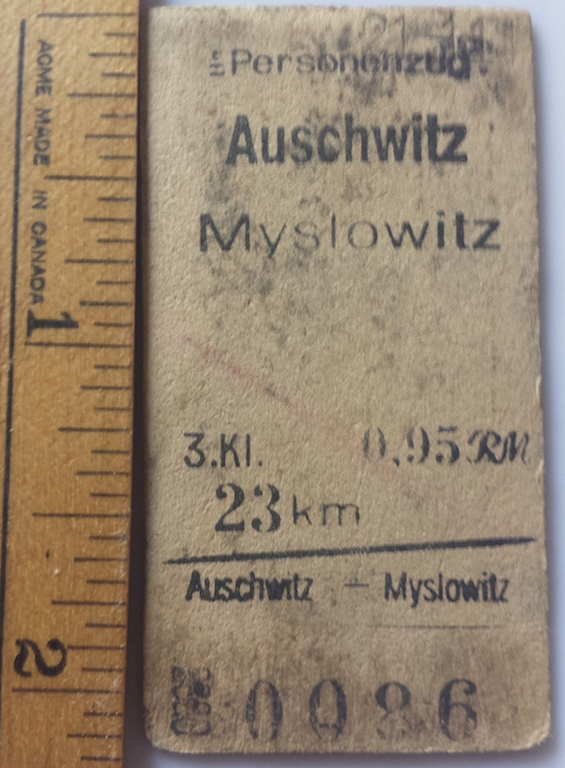 ACME MADE IN CANADA
1
2
Personenzug
Auschwitz
Myslowitz
3.Kl. 0,95 RM
23 km
Auschwitz — Myslowitz
0086